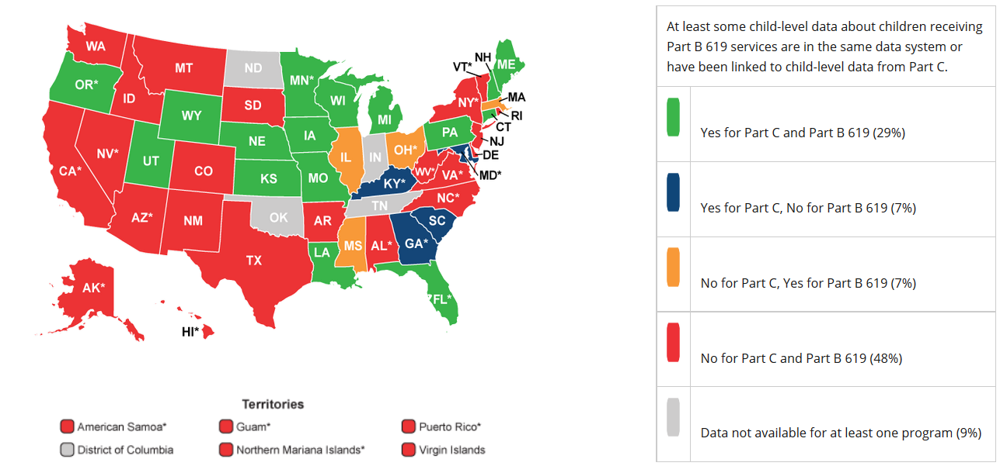 WA
MT
ND
MN*
OR*
ID
WY
SD
WI
MI
NH
VT*
ME
NY*
MA
RI
CT
NJ
DE
MD*
PA
NE
IA
IL
IN
OH*
NV*
UT
CO
KS
MO
KY*
WV*
VA*
CA*
AZ*
NM
OK
AR
TN
NC*
SC
TX
LA
MS
AL*
GA*
FL*
AK*
HI*
Territories
American Samoa*
Guam*
Puerto Rico*
District of Columbia
Northern Mariana Islands*
Virgin Islands
At least some child-level data about children receiving
Part B 619 services are in the same data system or
have been linked to child-level data from Part C.
Yes for Part C and Part B 619 (29%)
Yes for Part C, No for Part B 619 (7%)
No for Part C, Yes for Part B 619 (7%)
No for Part C and Part B 619 (48%)
Data not available for at least one program (9%)